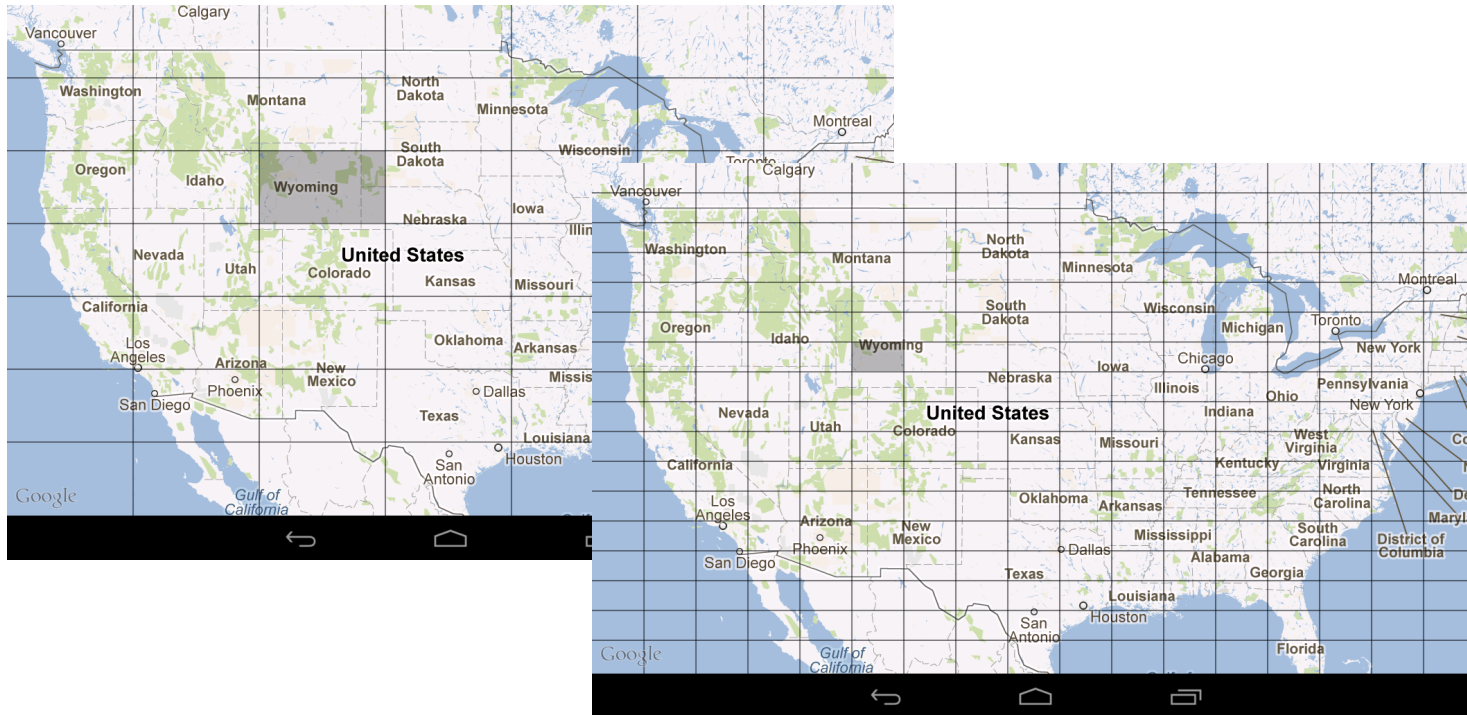 Calgary
Vancouver
Washington
Montana
North
Dakota
Minnesota
Montreal
Oregon
Idaho
Wyoming
South
Dakota
Wisconsin
Toronto
Nebraska
Iowa
Illin
Nevada
Utah
United States
Colorado
Kansas
Missouri
California
Los
Angeles
Arizona
Phoenix
New
Mexico
Oklahoma
Arkansas
Missis
San Diego
Dallas
Texas
San
Antonio
Louisiana
Houston
Google
Gulf of
California
Calgary
Vancouver
Washington
Montana
North
Dakota
Minnesota
Montreal
Oregon
Idaho
Wyoming
South
Dakota
Wisconsin
Michigan
Toronto
New York
Chicago
Nebraska
Iowa
Illinois
Pennsylvania
New York
Ohio
Indiana
Nevada
Utah
United States
Colorado
Kansas
Missouri
West
Virginia
Virginia
Kentucky
Co
California
Los
Angeles
Arizona
Phoenix
New
Mexico
Oklahoma
Arkansas
Tennessee
North
Carolina
South
Carolina
De
Maryl
District of
Columbia
Mississippi
Alabama
Georgia
San Diego
Dallas
Texas
San
Antonio
Louisiana
Houston
Florida
Google
Gulf of
California